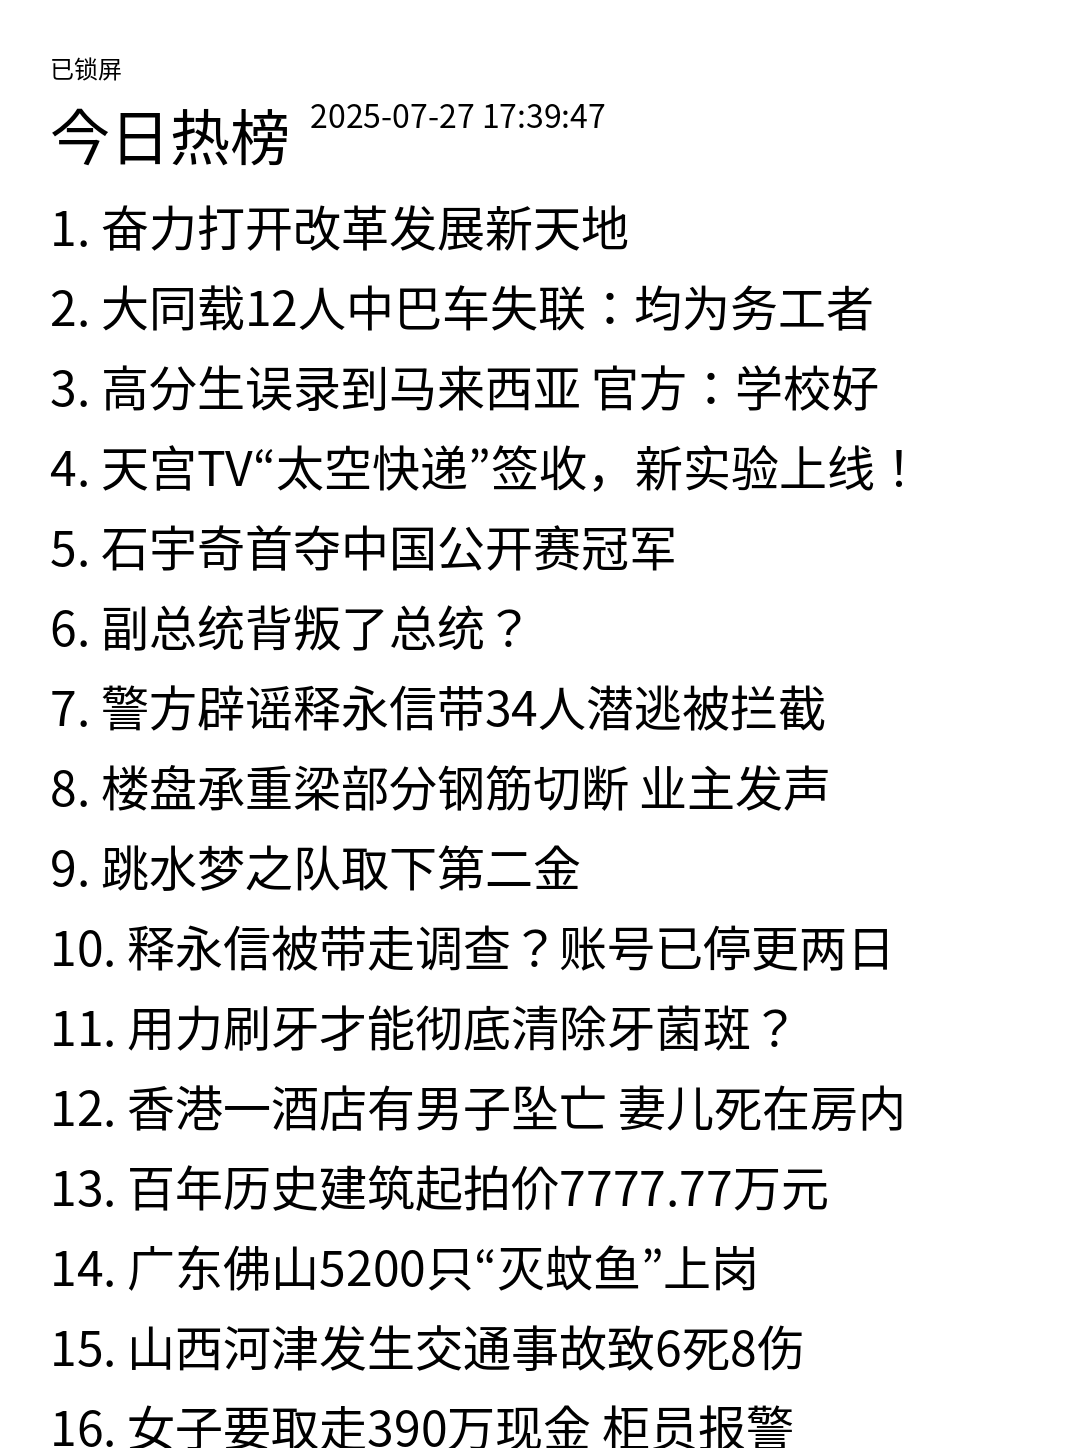 已锁屏
今日热榜 2025-07-27 17:39:47
1. 奋力打开改革发展新天地
2. 大同载12人中巴车失联：均为务工者
3. 高分生误录到马来西亚 官方：学校好
4. 天宫TV“太空快递”签收，新实验上线！
5. 石宇奇首夺中国公开赛冠军
6. 副总统背叛了总统？
7. 警方辟谣释永信带34人潜逃被拦截
8. 楼盘承重梁部分钢筋切断 业主发声
9. 跳水梦之队取下第二金
10. 释永信被带走调查？账号已停更两日
11. 用力刷牙才能彻底清除牙菌斑？
12. 香港一酒店有男子坠亡 妻儿死在房内
13. 百年历史建筑起拍价7777.77万元
14. 广东佛山5200只“灭蚊鱼”上岗
15. 山西河津发生交通事故致6死8伤
16. 女子要取走390万现金 柜员报警